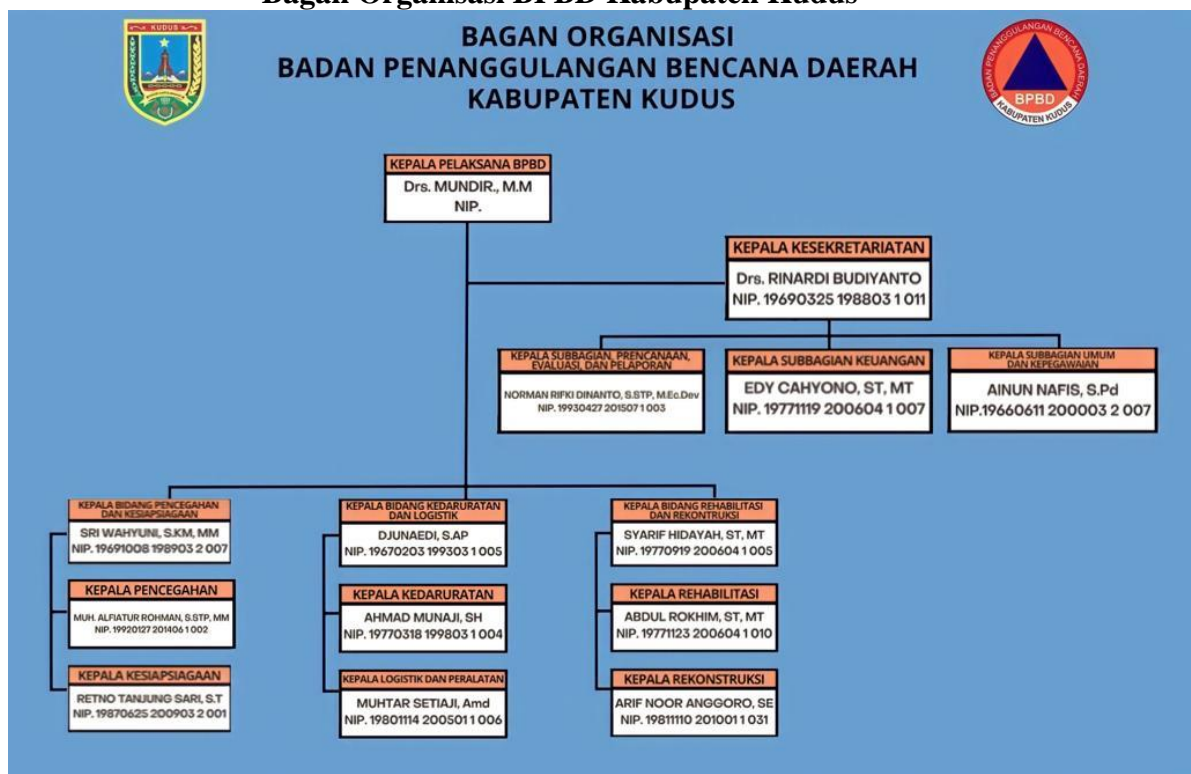 Bagan Organisasi BPBD Kabupaten Kudus
KUDUS
BAGAN ORGANISASI
BADAN PENANGGULANGAN BENCANA DAERAH
KABUPATEN KUDUS
BADAN PENANGGULANGAN BENCANA DAERAH
BPBD
KABUPATEN KUDUS
KEPALA PELAKSANA BPBD
Drs. MUNDIR., M.M
NIP.
KEPALA KESEKRETARIATAN
Drs. RINARDI BUDIYANTO
NIP. 19690325 198803 1 011
KEPALA SUBBAGIAN, PRENCANAAN,
EVALUASI, DAN PELAPORAN
NORMAN RIFKI DINANTO, S.STP, M.Ec.Dev
NIP. 19930427 201507 1 003
KEPALA SUBBAGIAN KEUANGAN
EDY CAHYONO, ST, MT
NIP. 19771119 200604 1 007
KEPALA SUBBAGIAN UMUM
DAN KEPEGAWAIAN
AINUN NAFIS, S.Pd
NIP.19660611 200003 2 007
KEPALA BIDANG PENCEGAHAN
DAN KESIAPSIAGAAN
SRI WAHYUNI, S.KM, MM
NIP. 19691008 198903 2 007
KEPALA PENCEGAHAN
MUH. ALFIATUR ROHMAN, S.STP, MM
NIP. 19920127 201406 1 002
KEPALA KESIAPSIAGAAN
RETNO TANJUNG SARI, S.T
NIP. 19870625 200903 2 001
KEPALA BIDANG KEDARURATAN
DAN LOGISTIK
DJUNAEDI, S.AP
NIP. 19670203 199303 1 005
KEPALA KEDARURATAN
AHMAD MUNAJI, SH
NIP. 19770318 199803 1 004
KEPALA LOGISTIK DAN PERALATAN
MUHTAR SETIAJI, Amd
NIP. 19801114 200501 1 006
KEPALA BIDANG REHABILITASI
DAN REKONTRUKSI
SYARIF HIDAYAH, ST, MT
NIP. 19770919 200604 1 005
KEPALA REHABILITASI
ABDUL ROKHIM, ST, MT
NIP. 19771123 200604 1 010
KEPALA REKONSTRUKSI
ARIF NOOR ANGGORO, SE
NIP. 19811110 201001 1 031